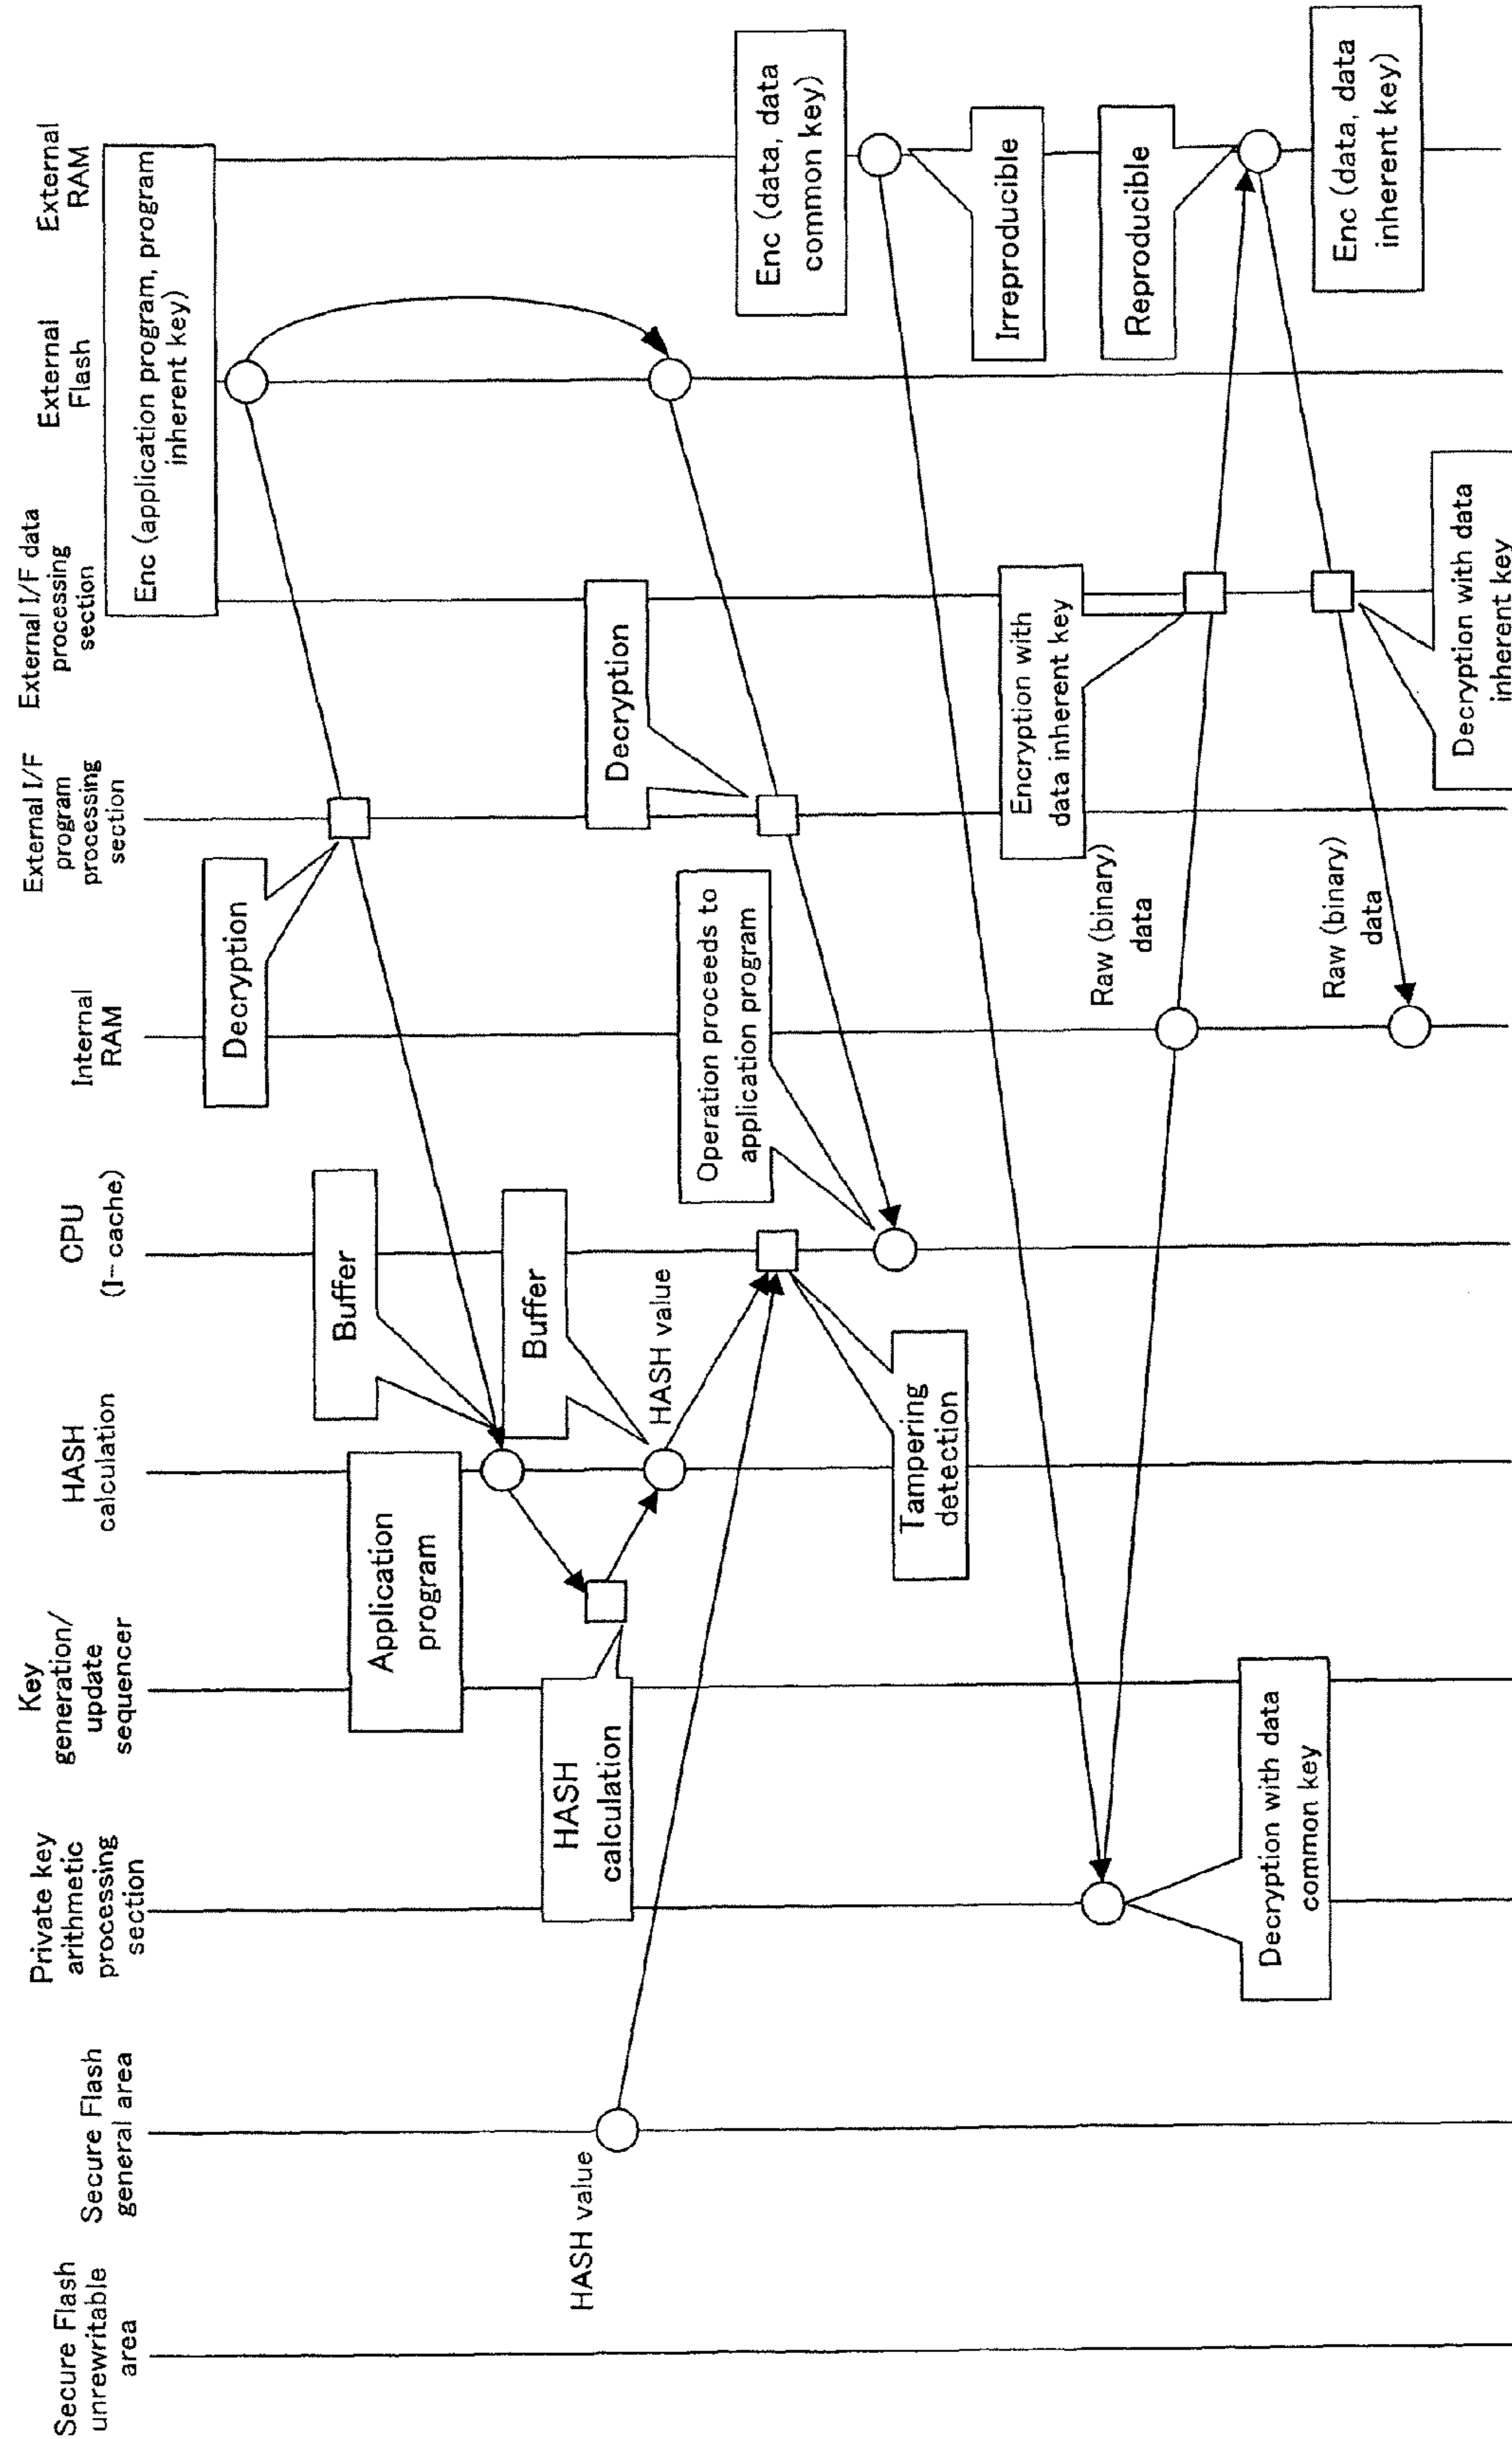 Secure Flash
unrewritable
area
Secure Flash
general area
Private key
arithmetic
processing
section
Key
generation/
update
sequencer
HASH
calculation
CPU
(I-cache)
Internal
RAM
External I/F
program
processing
section
External I/F data
processing
section
External
Flash
External
RAM
Enc (application program, program
inherent key)
Decryption
Buffer
Application
program
Buffer
HASH
calculation
HASH value
HASH value
Decryption
Operation proceeds to
application program
Tampering
detection
Enc (data, data
common key)
Irreproducible
Reproducible
Encryption with
data inherent key
Raw (binary)
data
Decryption with data
common key
Enc (data, data
inherent key)
Raw (binary)
data
Decryption with data
inherent key